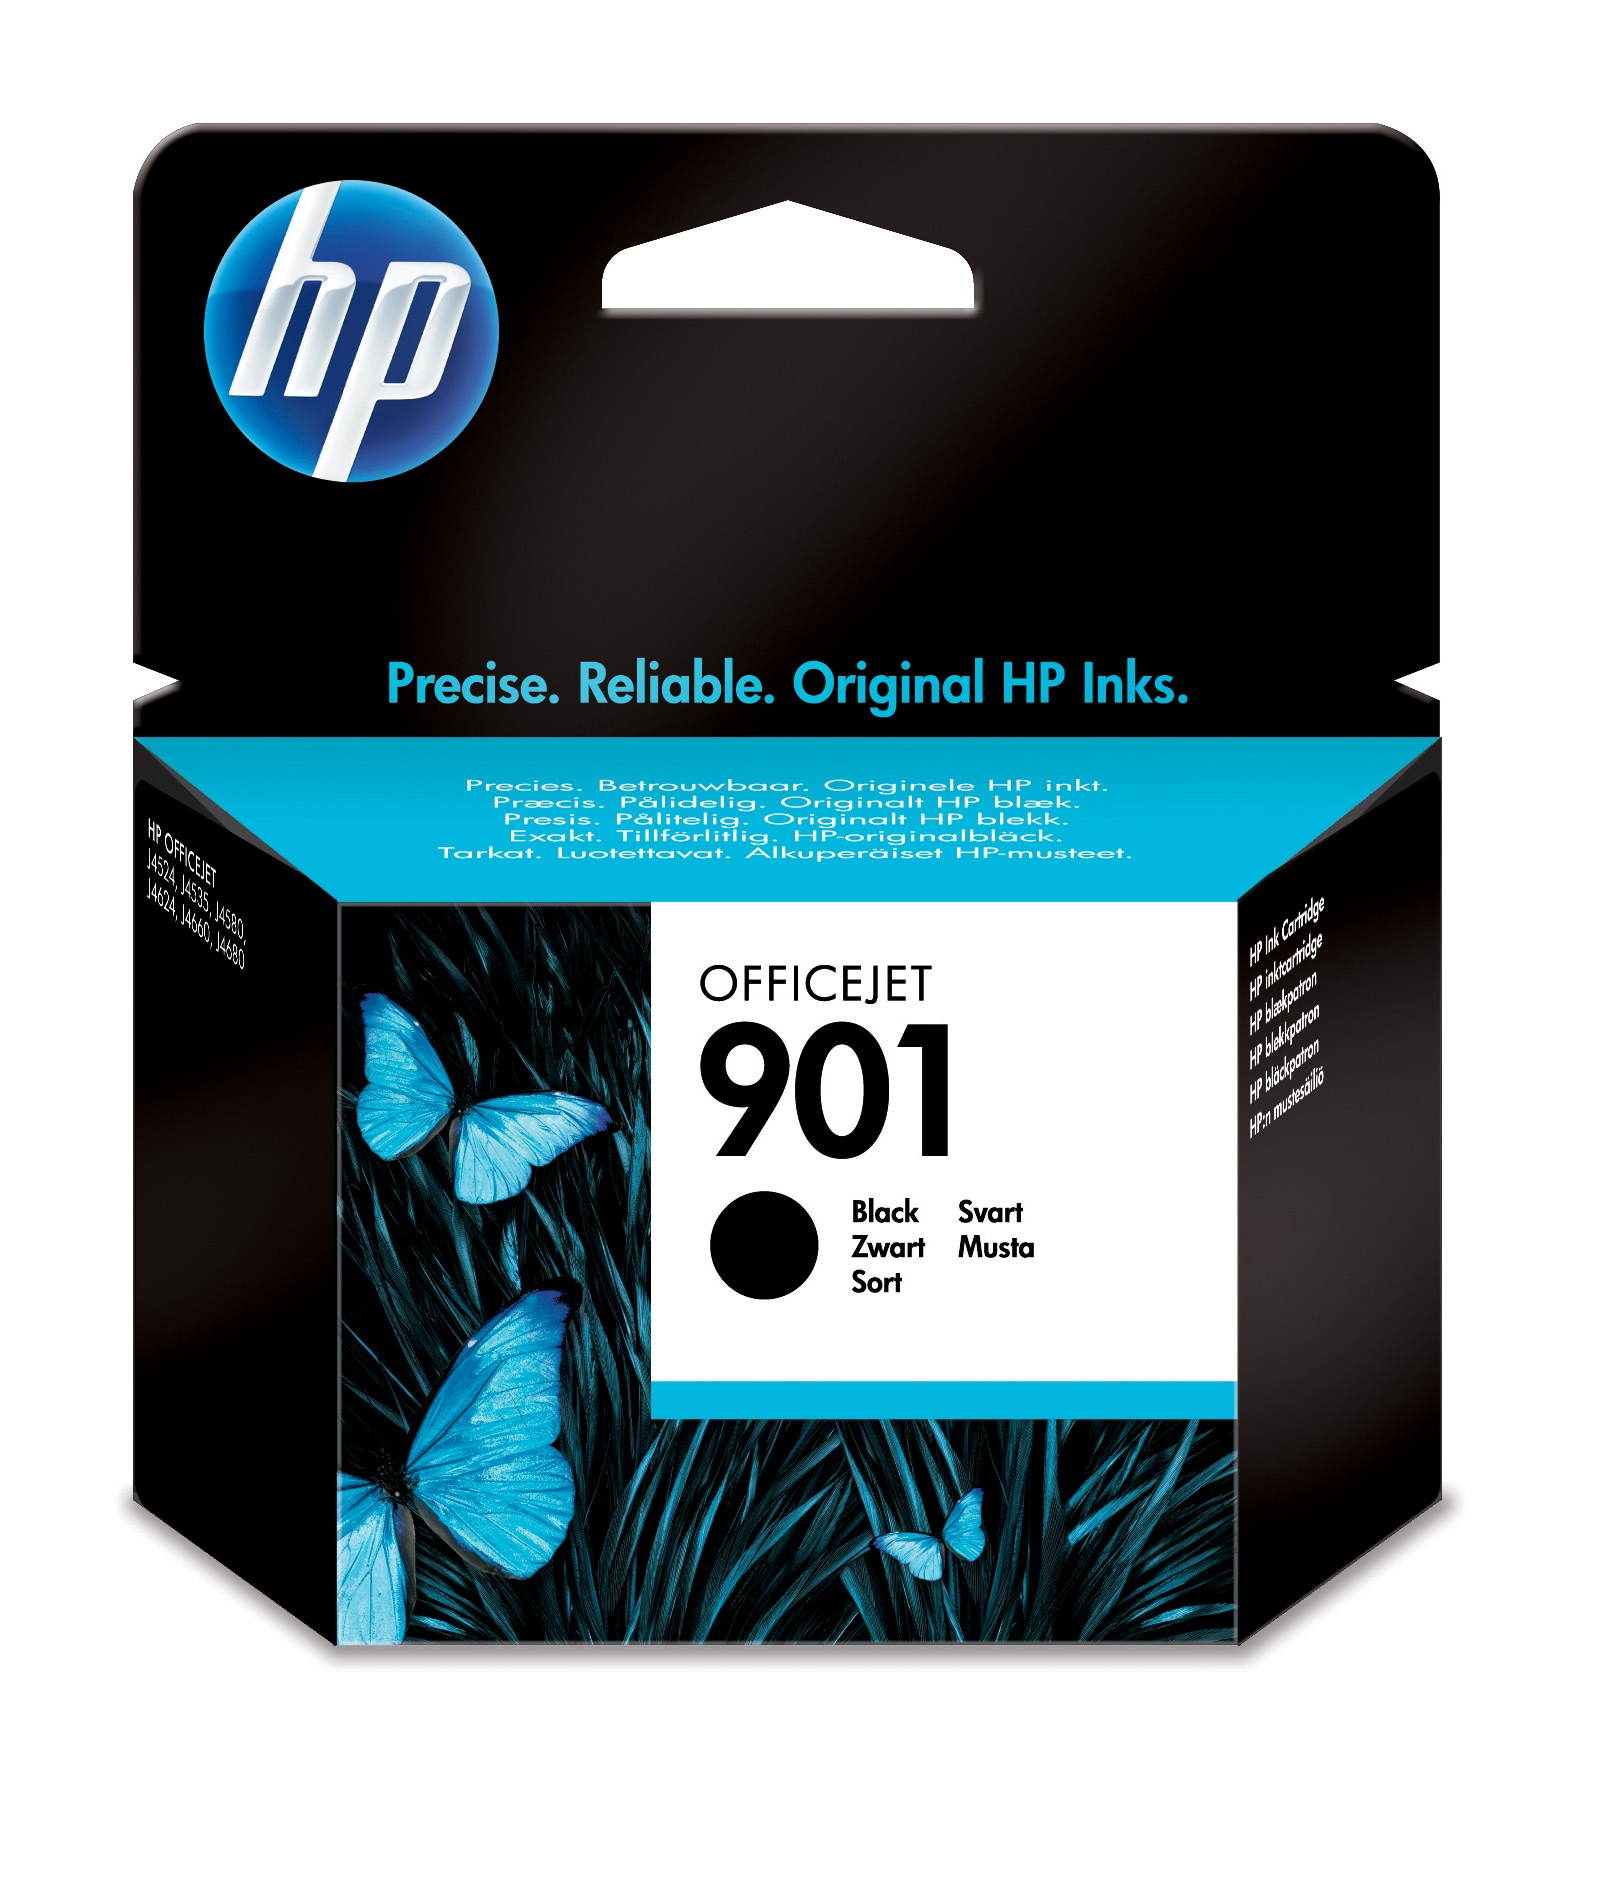 hp
Precise. Reliable. Original HP Inks.
Precies. Betrouwbaar. Originele HP inkt.
Præcis. Pålidelig. Originalt HP blæk.
Presis. Pålitelig. Originalt HP blekk.
Exakt. Tillförlitlig. HP-originalbläck.
Tarkat. Luotettavat. Alkuperäiset HP-musteet.
HP OFFICEJET
J4524, J4535, J4580,
J4624, J4660, J4680
OFFICEJET
901
Black
Zwart
Sort
Svart
Musta
HP Ink Cartridge
HP inktcartridge
HP blækpatron
HP blekkpatron
HP bläckpatron
HP:n mustesäiliö